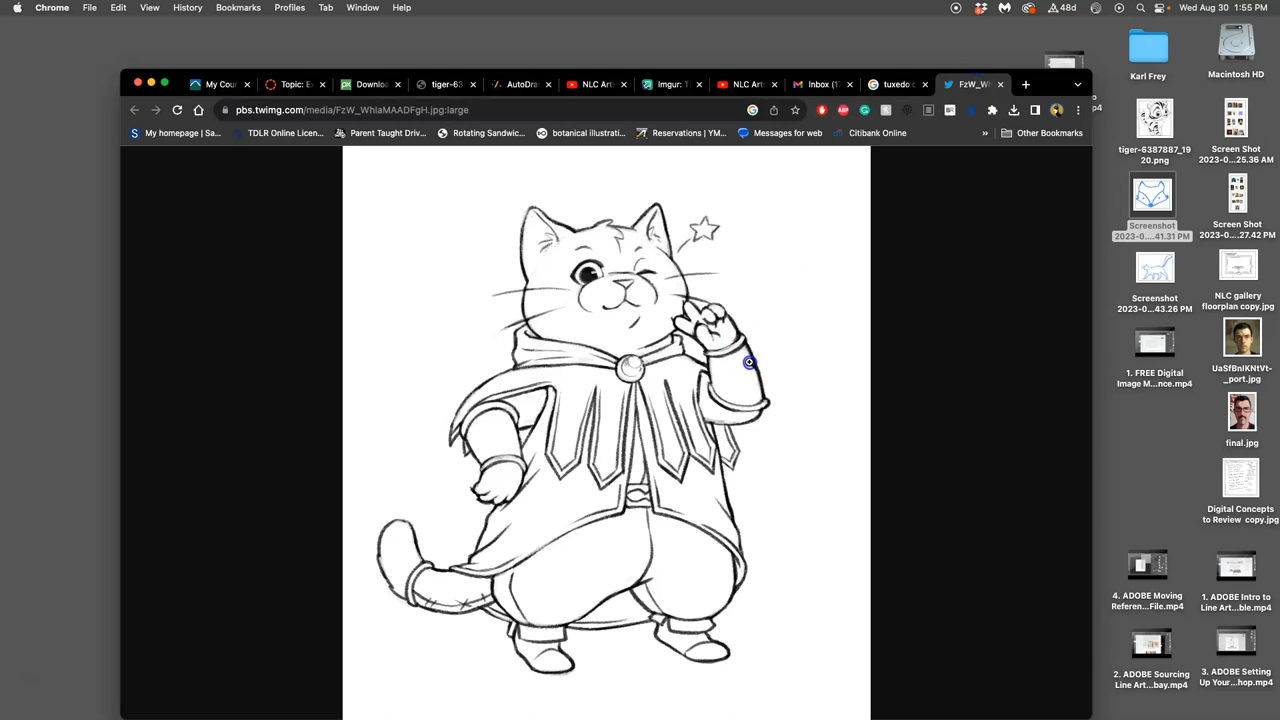 Chrome File Edit View History Bookmarks Profiles Tab Window Help
48d Wed Aug 30 1:55 PM
My Cour Topic: E Downlo tiger-63 AutoDra NLC Art Imgur: T NLC Art Inbox (1 tuxedo c FzW_Wh
pbs.twimg.com/media/FzW_WhIaMAADFgH.jpg:large
My homepage | Sa... TDLR Online Licen... Parent Taught Driv... Rotating Sandwic... botanical illustrati... Reservations | YM... Messages for web Citibank Online » Other Bookmarks
Karl Frey
Macintosh HD
tiger-6387887_19
20.png
Screen Shot
2023-0...25.36 AM
Screenshot
2023-0....41.31 PM
Screen Shot
2023-0...27.42 PM
Screenshot
2023-0...43.26 PM
NLC gallery
floorplan copy.jpg
1. FREE Digital
Image M...nce.mp4
UaSfBnIKNtVt-
_port.jpg
final.jpg
Digital Concepts
to Review copy.jpg
4. ADOBE Moving
Referen...File.mp4
1. ADOBE Intro to
Line Art...ble.mp4
2. ADOBE Sourcing
Line Art...bay.mp4
3. ADOBE Setting
Up Your...hop.mp4